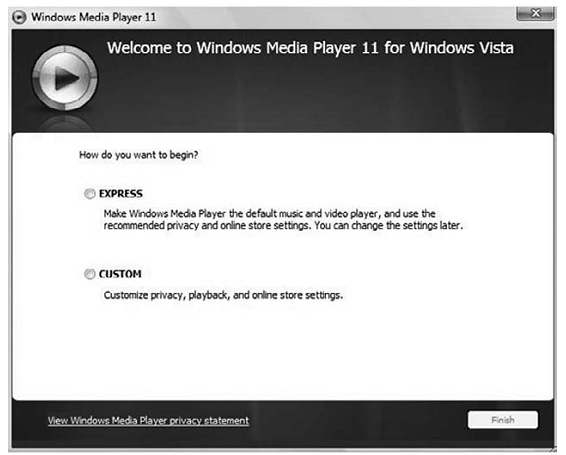 Windows Media Player 11
Welcome to Windows Media Player 11 for Windows Vista
How do you want to begin?
EXPRESS
Make Windows Media Player the default music and video player, and use the
recommended privacy and online store settings. You can change the settings later.
CUSTOM
Customize privacy, playback, and online store settings.
View Windows Media Player privacy statement
Finish